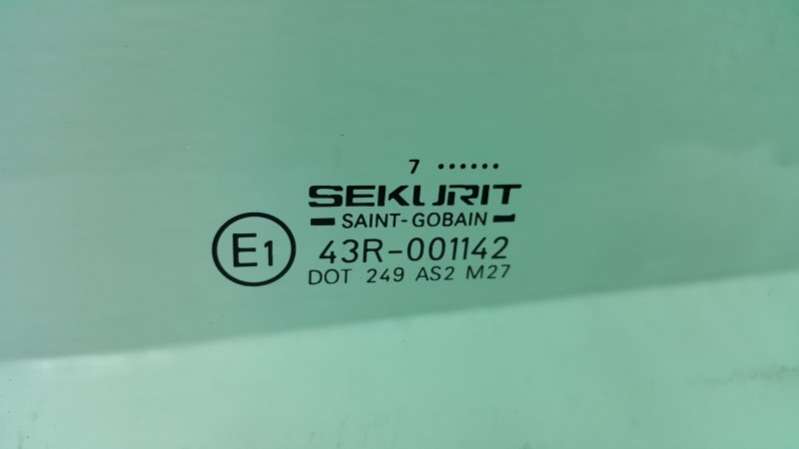 7 ••••••
SEKURIT
SAINT-GOBAIN
E1 43R-001142
DOT 249 AS2 M27